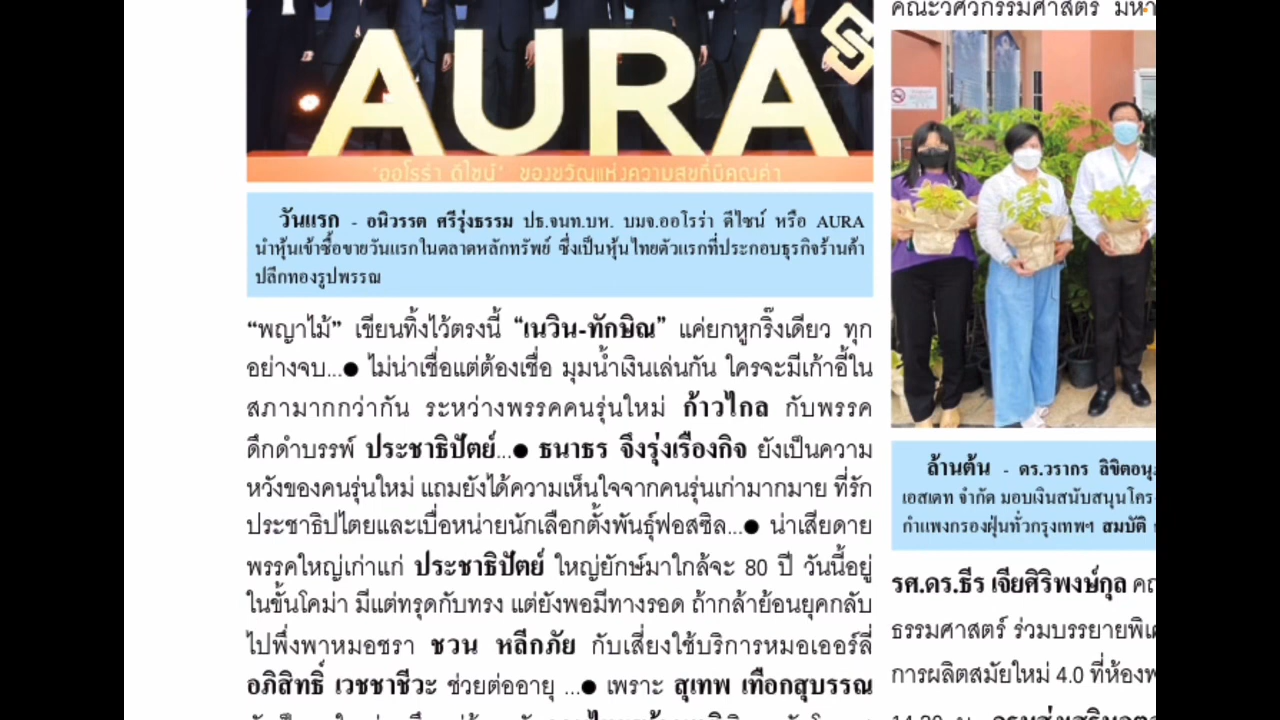 AURA
"ออโรร่า ดีไซน์" ของขวัญแห่งความสุขที่มีคุณค่า
วันแรก - อนิวรรต ศรีรุ่งธรรม ปธ.จนท.บห. บมจ.ออโรร่า ดีไซน์ หรือ AURA
นำหุ้นเข้าซื้อขายวันแรกในตลาดหลักทรัพย์ ซึ่งเป็นหุ้นไทยตัวแรกที่ประกอบธุรกิจร้านค้า
ปลีกทองรูปพรรณ
“พญาไม้” เขียนทิ้งไว้ตรงนี้ “เนวิน-ทักษิณ” แค่ยกหูกริ๊งเดียว ทุก
อย่างจบ...● ไม่น่าเชื่อแต่ต้องเชื่อ มุมน้ำเงินเล่นกัน ใครจะมีเก้าอี้ใน
สภามากกว่ากัน ระหว่างพรรคคนรุ่นใหม่ ก้าวไกล กับพรรค
ดึกดำบรรพ์ ประชาธิปัตย์...● ธนาธร จึงรุ่งเรืองกิจ ยังเป็นความ
หวังของคนรุ่นใหม่ แถมยังได้ความเห็นใจจากคนรุ่นเก่ามากมาย ที่รัก
ประชาธิปไตยและเบื่อหน่ายนักเลือกตั้งพันธุ์ฟอสซิล...● น่าเสียดาย
พรรคใหญ่เก่าแก่ ประชาธิปัตย์ ใหญ่ยักษ์มาใกล้จะ 80 ปี วันนี้อยู่
ในขั้นโคม่า มีแต่ทรุดกับทรง แต่ยังพอมีทางรอด ถ้ากล้าย้อนยุคกลับ
ไปพึ่งพาหมอชรา ชวน หลีกภัย กับเสี่ยงใช้บริการหมอเออร์ลี่
อภิสิทธิ์ เวชชาชีวะ ช่วยต่ออายุ ...● เพราะ สุเทพ เทือกสุบรรณ
คณะวิศวกรรมศาสตร์ มหา
ล้านต้น - ดร.วรากร ลิขิตอนุ
เอสเตท จำกัด มอบเงินสนับสนุนโคร
กำแพงกรองฝุ่นทั่วกรุงเทพฯ สมบัติ
รศ.ดร.ธีร เจียศิริพงษ์กุล คณ
ธรรมศาสตร์ ร่วมบรรยายพิเ
การผลิตสมัยใหม่ 4.0 ที่ห้อง